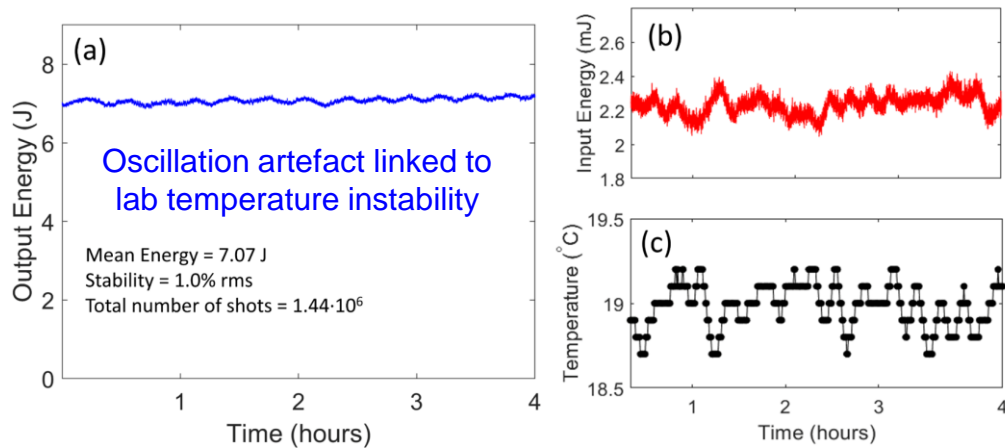 (a)
8
6
4
2
0
Output Energy (J)
Oscillation artefact linked to
lab temperature instability
Mean Energy = 7.07 J
Stability = 1.0% rms
Total number of shots = 1.44·10⁶
1 2 3 4
Time (hours)
(b)
2.6
2.4
2.2
2
1.8
Input Energy (mJ)
(c)
19.5
19
18.5
Temperature (°C)
1 2 3 4
Time (hours)